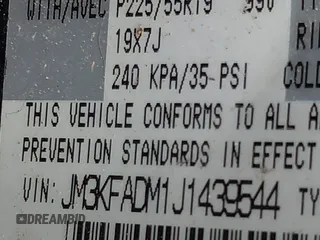 WITH/AVEC P225/55R19 99V
19X7J
240 KPA/35 PSI COLD
THIS VEHICLE CONFORMS TO ALL A
PREVENTION STANDARDS IN EFFECT
VIN: JM3KFADM1J1439544 TY
DREAMBID